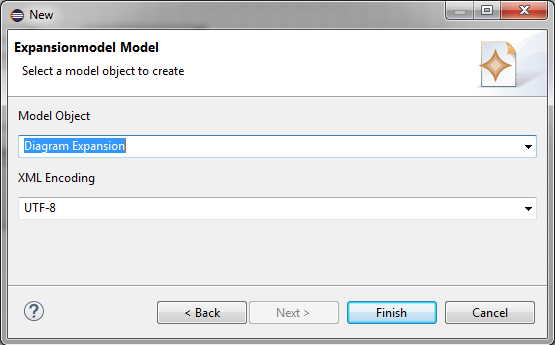 New
Expansionmodel Model
Select a model object to create
Model Object
Diagram Expansion
XML Encoding
UTF-8
? < Back Next > Finish Cancel